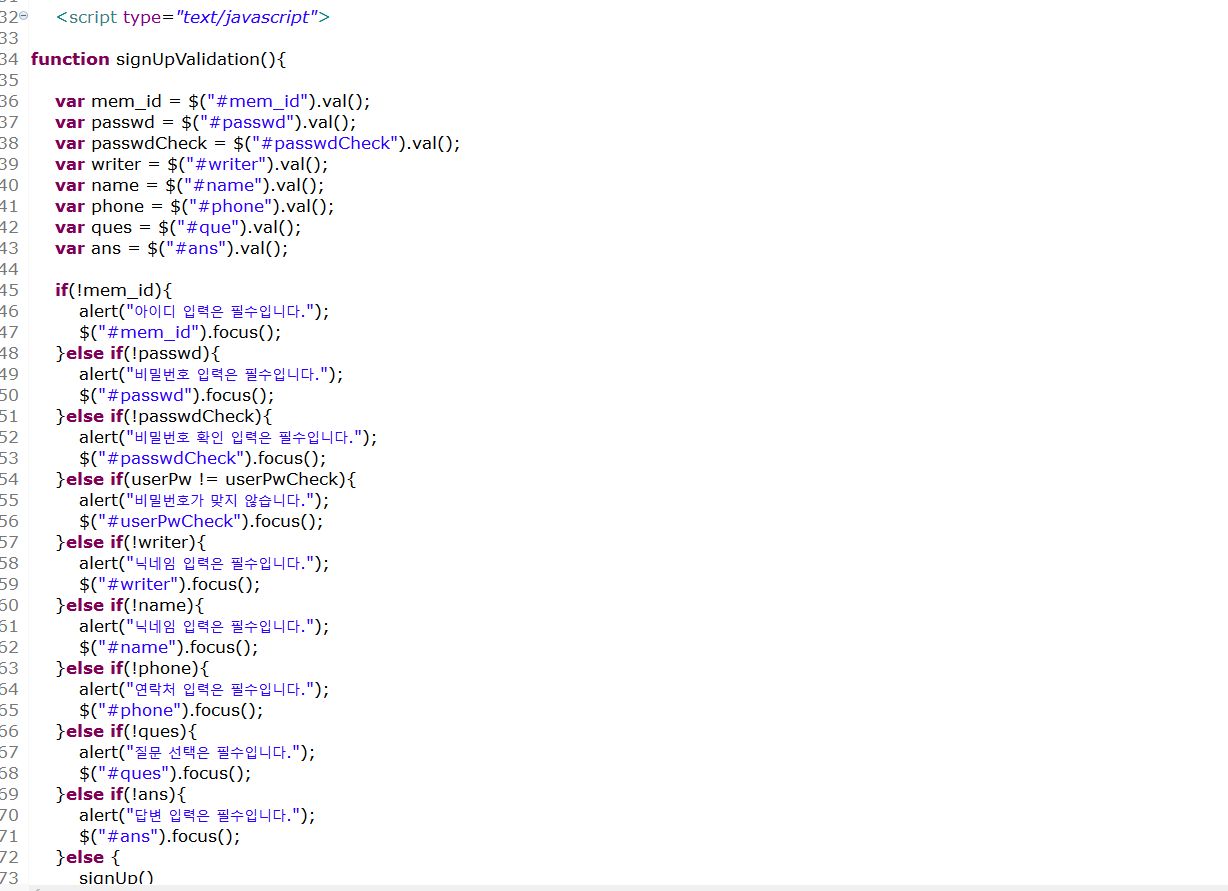 32 <script type="text/javascript">
33
34 function signUpValidation(){
35
36 var mem_id = $("#mem_id").val();
37 var passwd = $("#passwd").val();
38 var passwdCheck = $("#passwdCheck").val();
39 var writer = $("#writer").val();
40 var name = $("#name").val();
41 var phone = $("#phone").val();
42 var ques = $("#que").val();
43 var ans = $("#ans").val();
44
45 if(!mem_id){
46 alert("아이디 입력은 필수입니다.");
47 $("#mem_id").focus();
48 }else if(!passwd){
49 alert("비밀번호 입력은 필수입니다.");
50 $("#passwd").focus();
51 }else if(!passwdCheck){
52 alert("비밀번호 확인 입력은 필수입니다.");
53 $("#passwdCheck").focus();
54 }else if(userPw != userPwCheck){
55 alert("비밀번호가 맞지 않습니다.");
56 $("#userPwCheck").focus();
57 }else if(!writer){
58 alert("닉네임 입력은 필수입니다.");
59 $("#writer").focus();
60 }else if(!name){
61 alert("닉네임 입력은 필수입니다.");
62 $("#name").focus();
63 }else if(!phone){
64 alert("연락처 입력은 필수입니다.");
65 $("#phone").focus();
66 }else if(!ques){
67 alert("질문 선택은 필수입니다.");
68 $("#ques").focus();
69 }else if(!ans){
70 alert("답변 입력은 필수입니다.");
71 $("#ans").focus();
72 }else {
73 signUp()